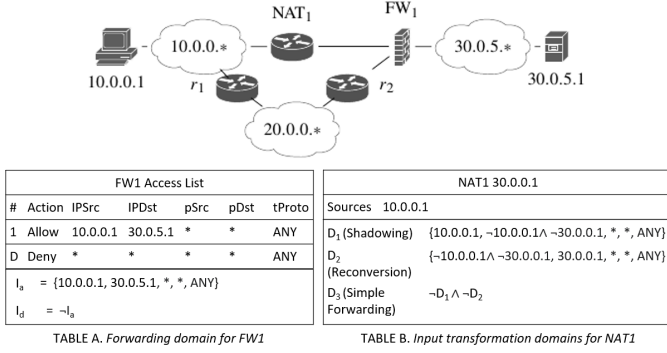 NAT1
FW1
10.0.0.*
30.0.5.*
10.0.0.1
30.0.5.1
r1
r2
20.0.0.*
FW1 Access List
# Action IPSrc IPDst pSrc pDst tProto
1 Allow 10.0.0.1 30.0.5.1 * * ANY
D Deny * * * * ANY
Ia = {10.0.0.1, 30.0.5.1, *, *, ANY}
Id = ¬Ia
TABLE A. Forwarding domain for FW1
NAT1 30.0.0.1
Sources 10.0.0.1
D1 (Shadowing) {10.0.0.1, ¬10.0.0.1∧ ¬30.0.0.1, *, *, ANY}
D2 {¬10.0.0.1∧ ¬30.0.0.1, 30.0.0.1, *, *, ANY}
(Reconversion)
D3 (Simple ¬D1 ∧ ¬D2
Forwarding)
TABLE B. Input transformation domains for NAT1